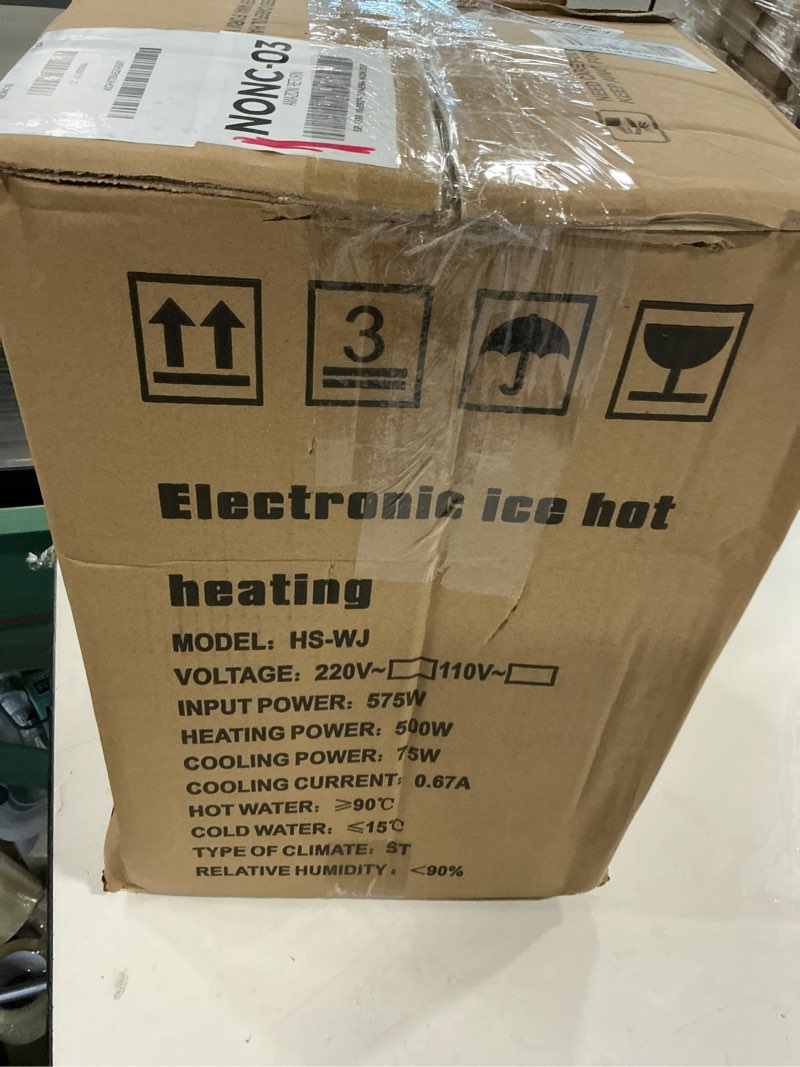 NONC-03
3
Electronic ice hot
heating
MODEL: HS-WJ
VOLTAGE: 220V~ 110V~
INPUT POWER: 575W
HEATING POWER: 500W
COOLING POWER: 75W
COOLING CURRENT: 0.67A
HOT WATER: ≥90℃
COLD WATER: ≤15℃
TYPE OF CLIMATE: ST
RELATIVE HUMIDITY: <90%